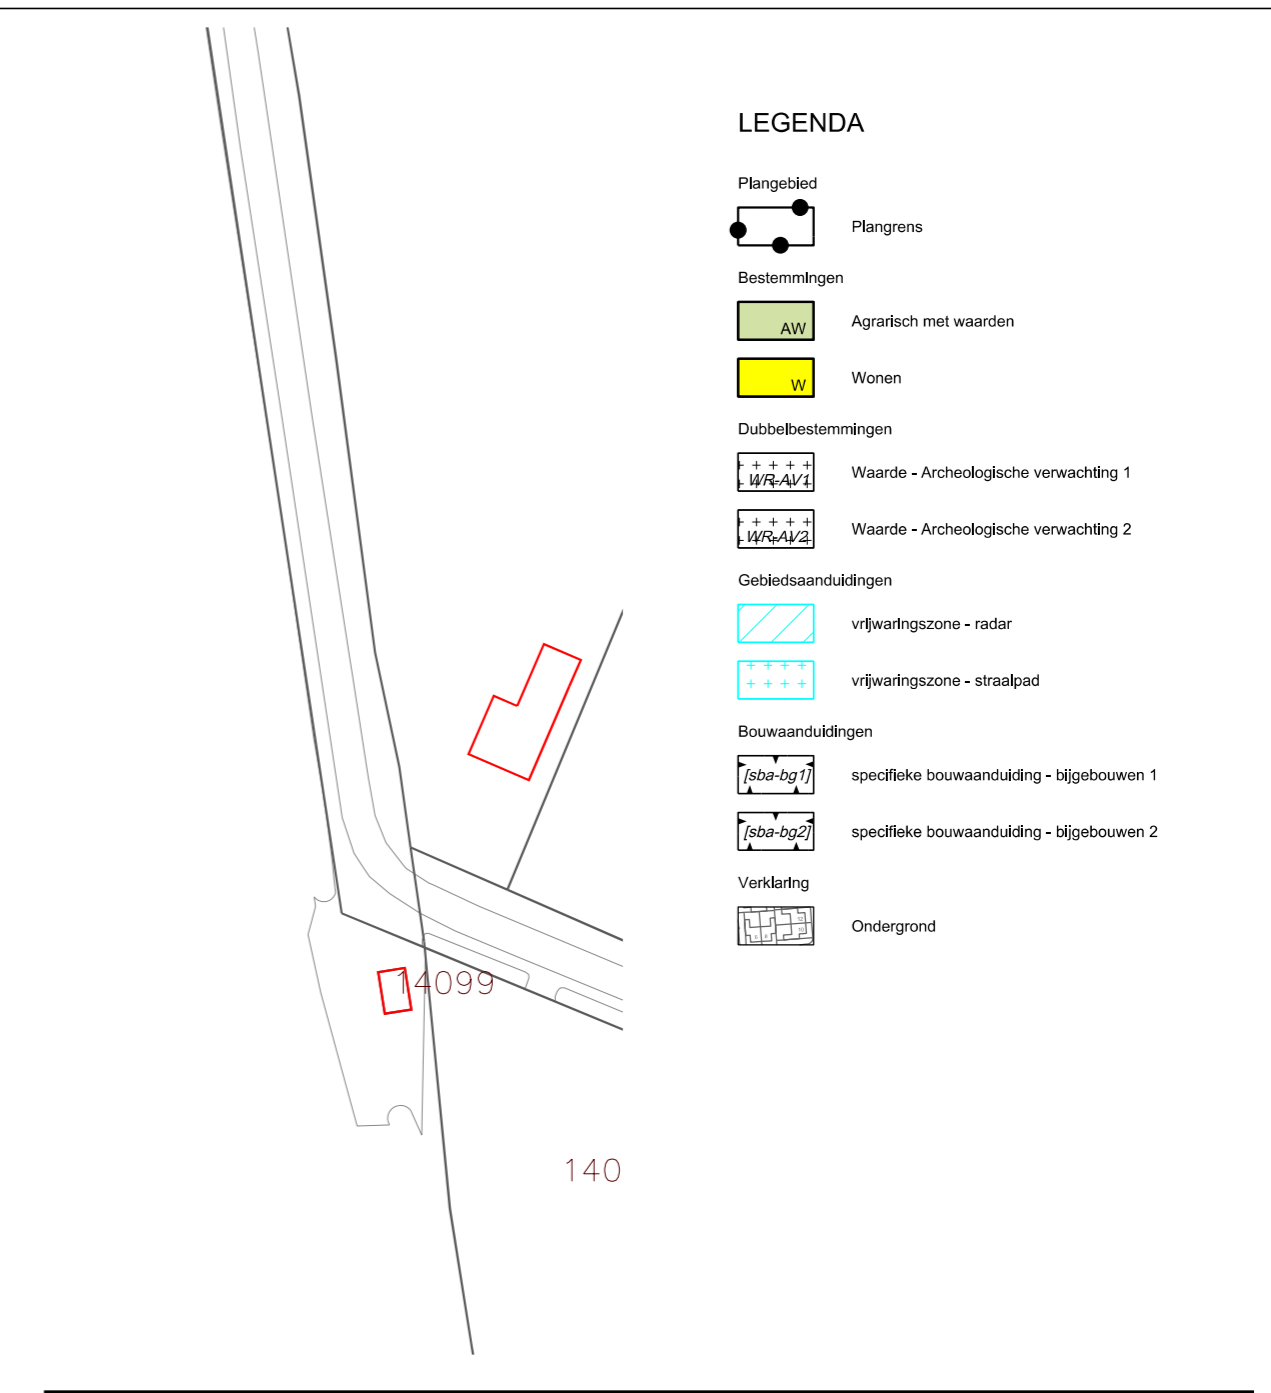 LEGENDA
Plangebied
Plangrens
Bestemmingen
AW
Agrarisch met waarden
W
Wonen
Dubbelbestemmingen
WR-AV1
Waarde - Archeologische verwachting 1
WR-AV2
Waarde - Archeologische verwachting 2
Gebiedsaanduidingen
vrijwaringszone - radar
vrijwaringszone - straalpad
Bouwaanduidingen
[sba-bg1]
specifieke bouwaanduiding - bijgebouwen 1
[sba-bg2]
specifieke bouwaanduiding - bijgebouwen 2
Verklaring
Ondergrond
14099
140